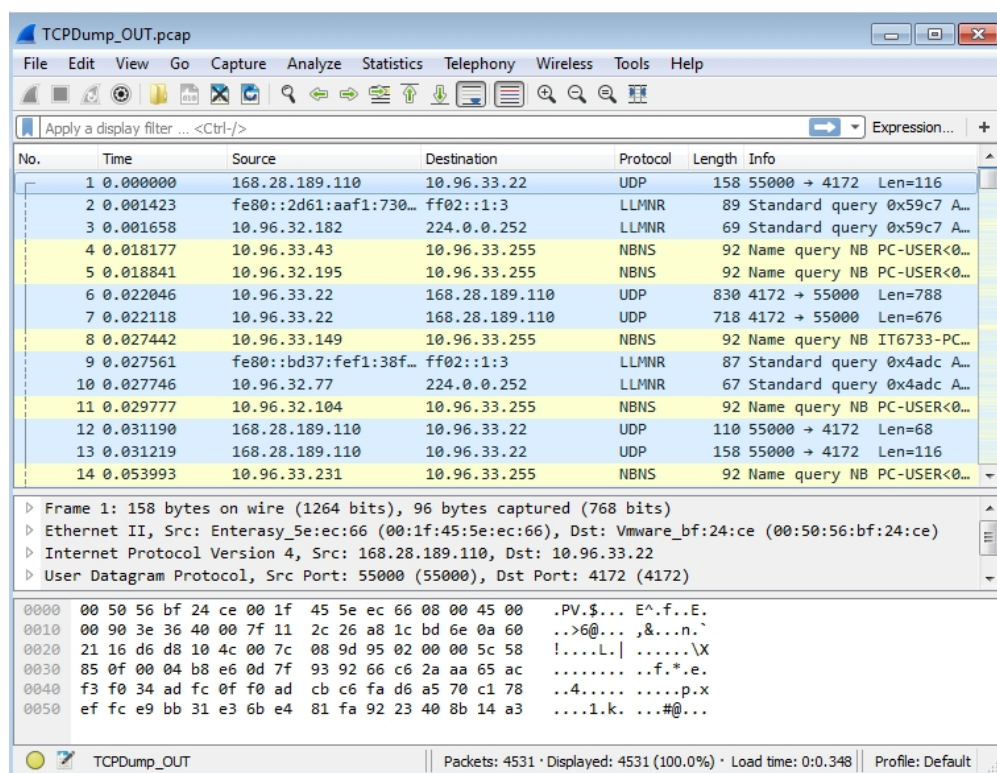 TCPDump_OUT.pcap
File Edit View Go Capture Analyze Statistics Telephony Wireless Tools Help
Apply a display filter ... <Ctrl-/> Expression... +
No. Time Source Destination Protocol Length Info
1 0.000000 168.28.189.110 10.96.33.22 UDP 158 55000 → 4172 Len=116
2 0.001423 fe80::2d61:aaf1:730… ff02::1:3 LLMNR 89 Standard query 0x59c7 A…
3 0.001658 10.96.32.182 224.0.0.252 LLMNR 69 Standard query 0x59c7 A…
4 0.018177 10.96.33.43 10.96.33.255 NBNS 92 Name query NB PC-USER<0…
5 0.018841 10.96.32.195 10.96.33.255 NBNS 92 Name query NB PC-USER<0…
6 0.022046 10.96.33.22 168.28.189.110 UDP 830 4172 → 55000 Len=788
7 0.022118 10.96.33.22 168.28.189.110 UDP 718 4172 → 55000 Len=676
8 0.027442 10.96.33.149 10.96.33.255 NBNS 92 Name query NB IT6733-PC…
9 0.027561 fe80::bd37:fef1:38f… ff02::1:3 LLMNR 87 Standard query 0x4adc A…
10 0.027746 10.96.32.77 224.0.0.252 LLMNR 67 Standard query 0x4adc A…
11 0.029777 10.96.32.104 10.96.33.255 NBNS 92 Name query NB PC-USER<0…
12 0.031190 168.28.189.110 10.96.33.22 UDP 110 55000 → 4172 Len=68
13 0.031219 168.28.189.110 10.96.33.22 UDP 158 55000 → 4172 Len=116
14 0.053993 10.96.33.231 10.96.33.255 NBNS 92 Name query NB PC-USER<0…
Frame 1: 158 bytes on wire (1264 bits), 96 bytes captured (768 bits)
Ethernet II, Src: Enterasy_5e:ec:66 (00:1f:45:5e:ec:66), Dst: Vmware_bf:24:ce (00:50:56:bf:24:ce)
Internet Protocol Version 4, Src: 168.28.189.110, Dst: 10.96.33.22
User Datagram Protocol, Src Port: 55000 (55000), Dst Port: 4172 (4172)
0000 00 50 56 bf 24 ce 00 1f 45 5e ec 66 08 00 45 00 .PV.$... E^.f..E.
0010 00 90 3e 36 40 00 7f 11 2c 26 a8 1c bd 6e 0a 60 ..>6@... ,&...n.`
0020 21 16 d6 d8 10 4c 00 7c 08 9d 95 02 00 00 5c 58 !....L.| ......\X
0030 85 0f 00 04 b8 e6 0d 7f 93 92 66 c6 2a aa 65 ac ........ ..f.*.e.
0040 f3 f0 34 ad fc 0f f0 ad cb c6 fa d6 a5 70 c1 78 ..4..... .....p.x
0050 ef fc e9 bb 31 e3 6b e4 81 fa 92 23 40 8b 14 a3 ....1.k. ...#@...
TCPDump_OUT Packets: 4531 · Displayed: 4531 (100.0%) · Load time: 0:0.348 Profile: Default